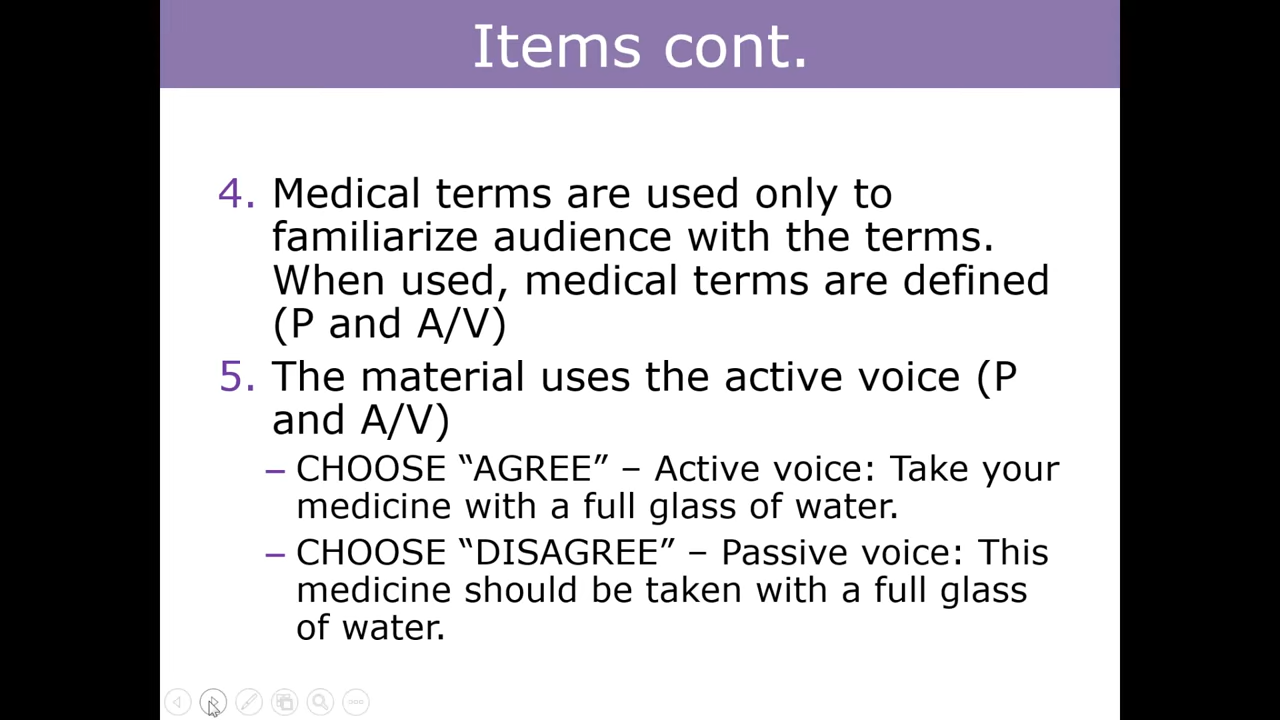 Items cont.
4. Medical terms are used only to
familiarize audience with the terms.
When used, medical terms are defined
(P and A/V)
5. The material uses the active voice (P
and A/V)
– CHOOSE “AGREE” – Active voice: Take your
medicine with a full glass of water.
– CHOOSE “DISAGREE” – Passive voice: This
medicine should be taken with a full glass
of water.